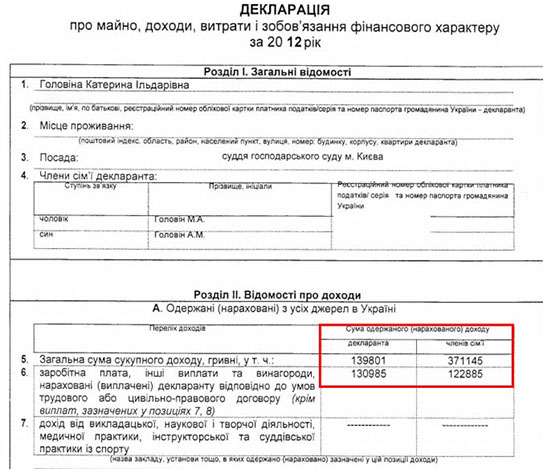 ДЕКЛАРАЦІЯ
про майно, доходи, витрати і зобов'язання фінансового характеру
за 20 12 рік
Розділ I. Загальні відомості
1. Головіна Катерина Ільдарівна
(прізвище, ім'я, по батькові, реєстраційний номер облікової картки платника податків/серія та номер паспорта громадянина України – декларанта)
2. Місце проживання:
(поштовий індекс, область, район, населений пункт, вулиця, номер: будинку, корпусу, квартири декларанта)
3. Посада: суддя господарського суду м. Києва
4. Члени сім'ї декларанта:
Ступінь зв'язку Прізвище, ініціали Реєстраційний номер облікової картки платника
податків/ серія та номер паспорта громадянина
України
чоловік Головін М.А.
син Головін А.М.
Розділ II. Відомості про доходи
А. Одержані (нараховані) з усіх джерел в Україні
Перелік доходів Сума одержаного (нарахованого) доходу
декларанта членів сім'ї
5. Загальна сума сукупного доходу, гривні, у т. ч.: 139801 371145
6. заробітна плата, інші виплати та винагороди, 130985 122885
нараховані (виплачені) декларанту відповідно до умов
трудового або цивільно-правового договору (крім
виплат, зазначених у позиціях 7, 8)
7. дохід від викладацької, наукової і творчої діяльності, ------------ ------------
медичної практики, інструкторської та суддівської
практики із спорту
(назва закладу, установи тощо, в яких одержано (нараховано) зазначені у цій позиції доходи)